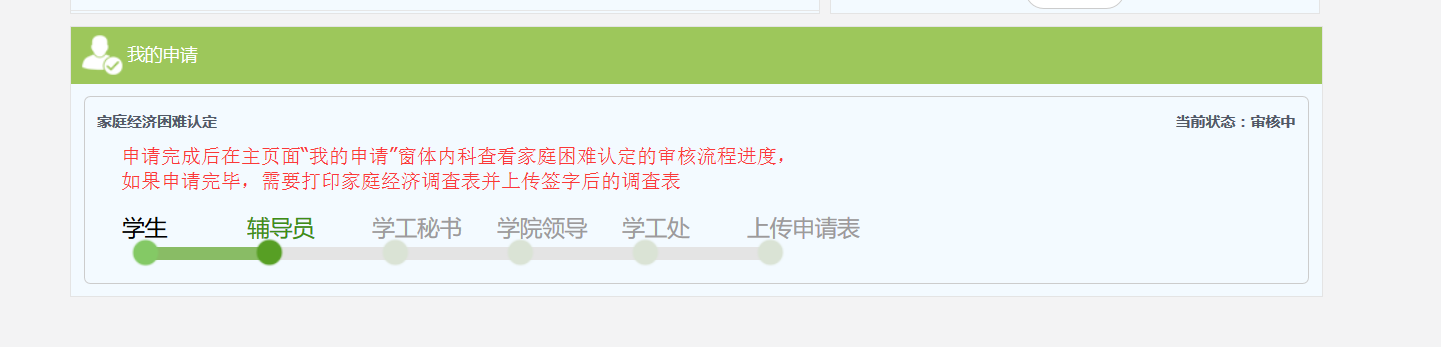 我的申请
家庭经济困难认定 当前状态：审核中
申请完成后在主页面“我的申请”窗体内科查看家庭困难认定的审核流程进度，
如果申请完毕，需要打印家庭经济调查表并上传签字后的调查表
学生 辅导员 学工秘书 学院领导 学工处 上传申请表